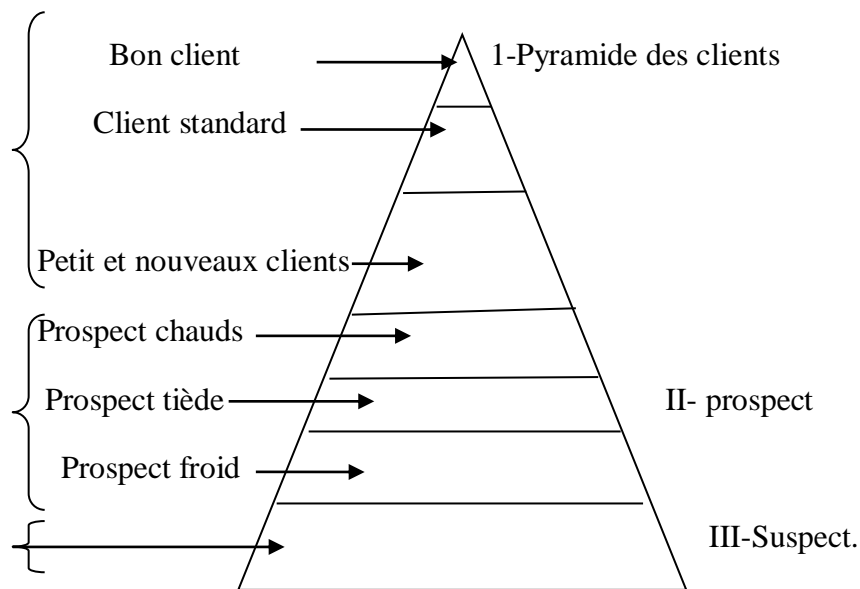 Bon client
1-Pyramide des clients
Client standard
Petit et nouveaux clients
Prospect chauds
Prospect tiède
II- prospect
Prospect froid
III-Suspect.